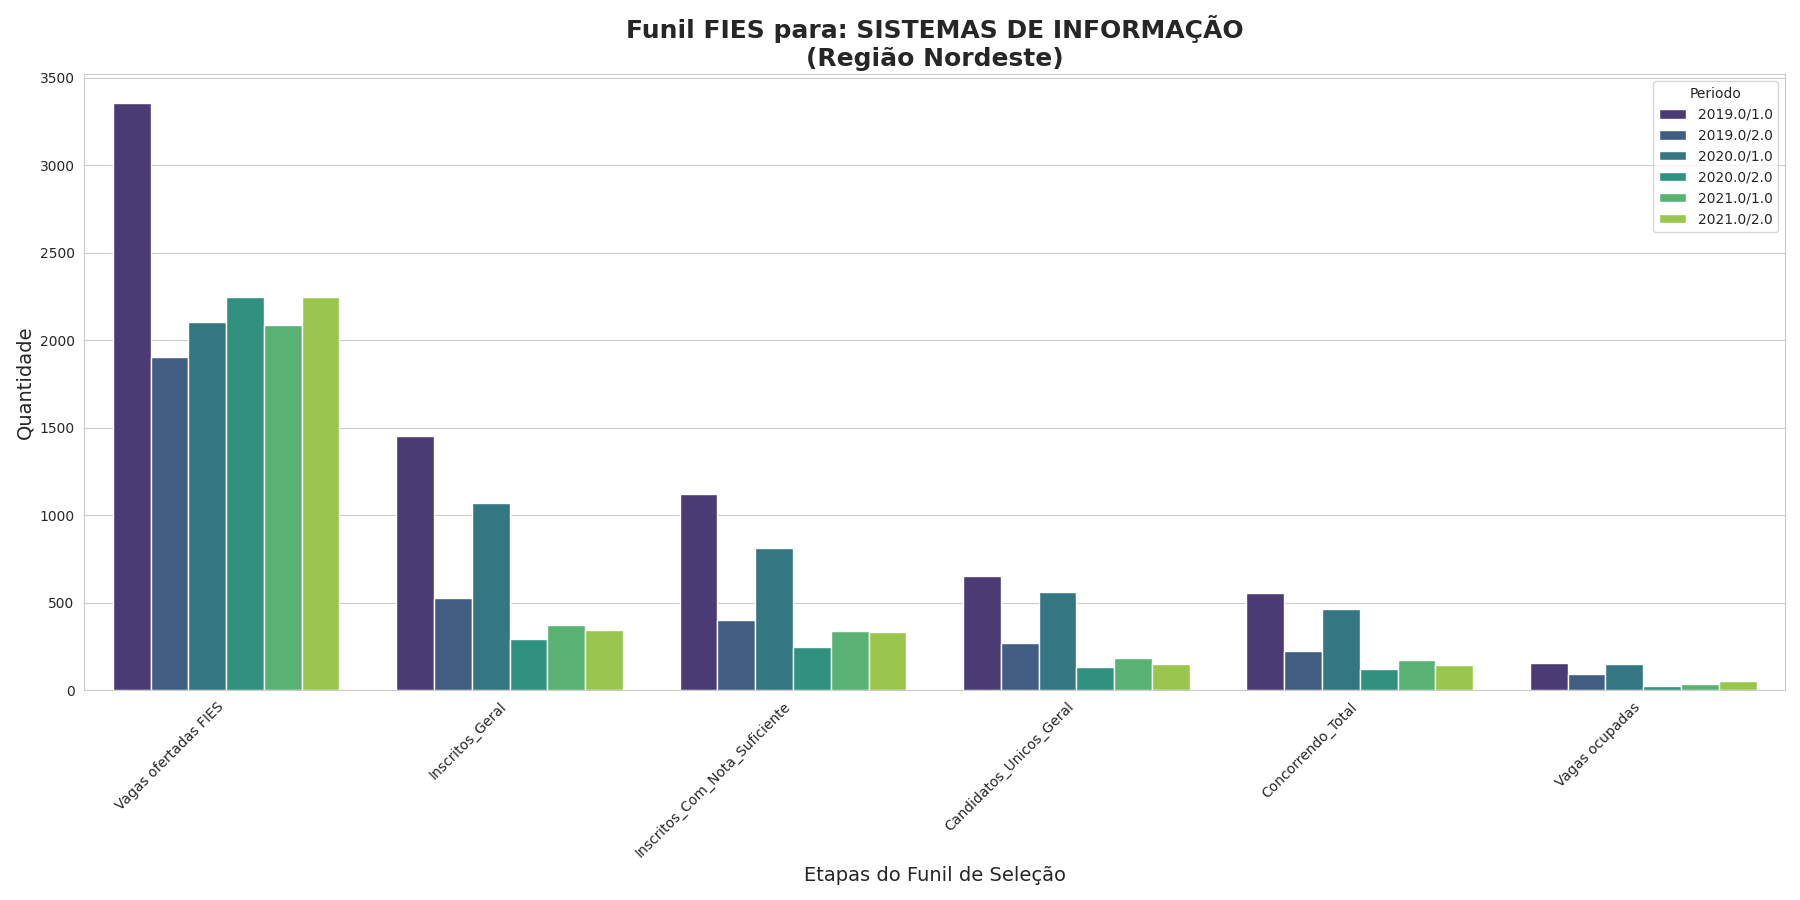 Funil FIES para: SISTEMAS DE INFORMAÇÃO
(Região Nordeste)
Quantidade
3500
3000
2500
2000
1500
1000
500
0
Periodo
2019.0/1.0
2019.0/2.0
2020.0/1.0
2020.0/2.0
2021.0/1.0
2021.0/2.0
Vagas ofertadas FIES
Inscritos_Geral
Inscritos_Com_Nota_Suficiente
Candidatos_Unicos_Geral
Concorrendo_Total
Vagas ocupadas
Etapas do Funil de Seleção